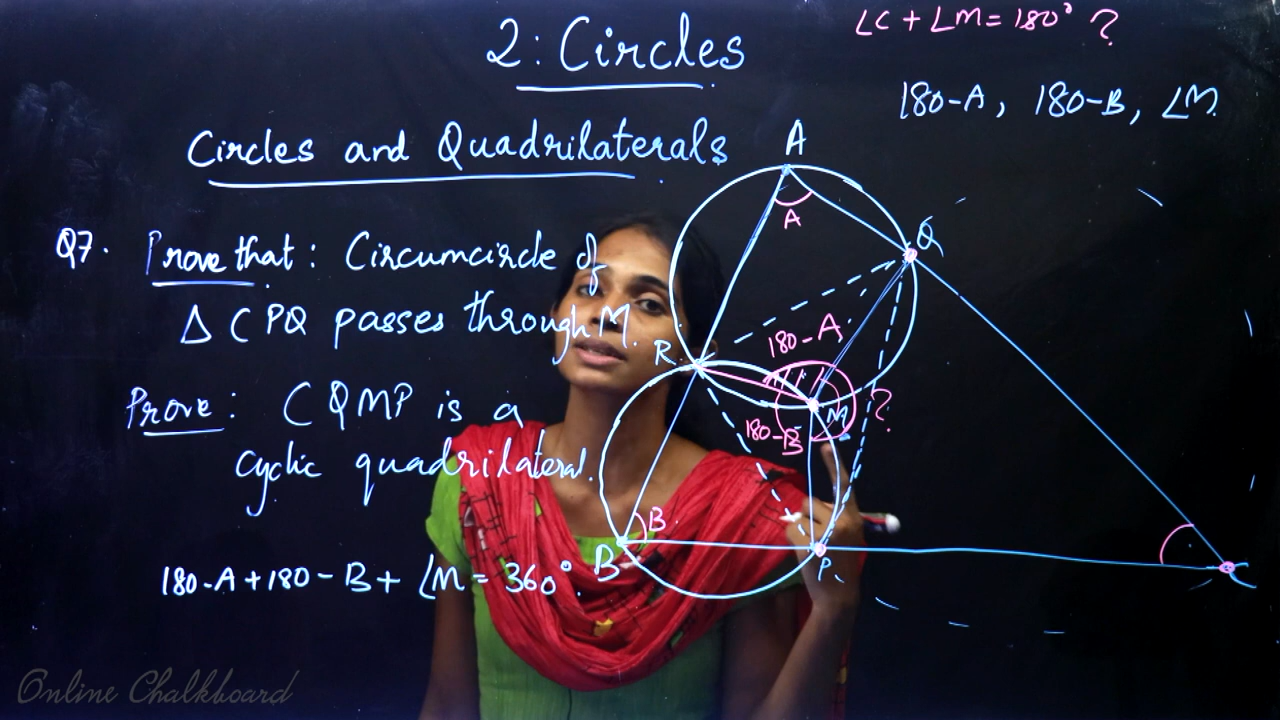 2: Circles
∠C + ∠M = 180° ?
180-A, 180-B, ∠M
Circles and Quadrilaterals
A
A
Q
Q7. Prove that: Circumcircle of
Δ CPQ passes through M.
R
180-A
Prove: CQMP is a
M
?
180-B
cyclic quadrilateral.
B
B
P
C
180-A+180-B+ ∠M = 360°.
Online Chalkboard